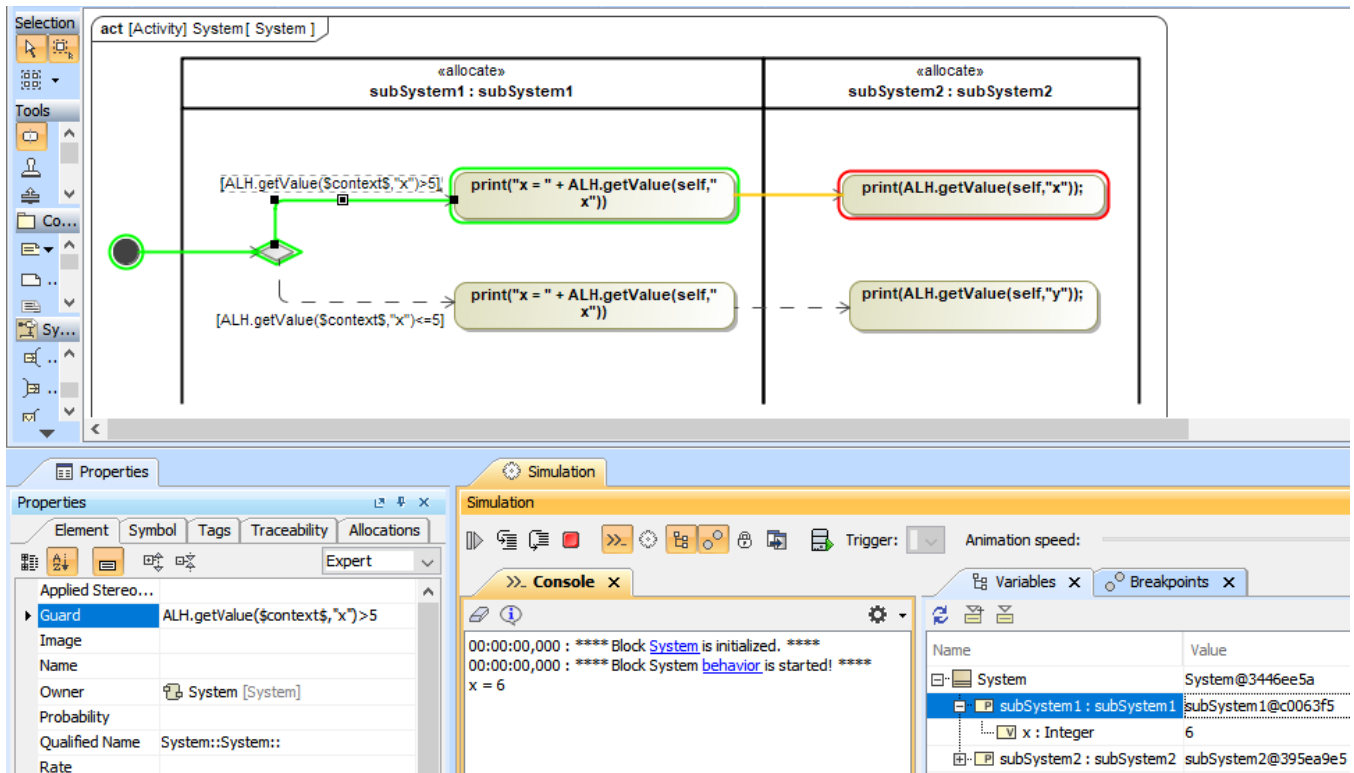 Selection
act [Activity] System[ System ]
«allocate»
subSystem1 : subSystem1
«allocate»
subSystem2 : subSystem2
Tools
[ALH.getValue($context$,"x")>5]
print("x = " + ALH.getValue(self,"
x"))
print(ALH.getValue(self,"x"));
Co...
..
Sy...
..
..
[ALH.getValue($context$,"x")<=5]
print("x = " + ALH.getValue(self,"
x"))
print(ALH.getValue(self,"y"));
Properties
Simulation
Properties
Simulation
Element
Symbol
Tags
Traceability
Allocations
Trigger:
Animation speed:
Expert
Console
Variables
Breakpoints
Applied Stereo...
Guard
ALH.getValue($context$,"x")>5
Image
Name
Owner
System [System]
Probability
Qualified Name
System::System::
Rate
00:00:00,000 : **** Block System is initialized. ****
00:00:00,000 : **** Block System behavior is started! ****
x = 6
Name
Value
System
System@3446ee5a
subSystem1 : subSystem1
subSystem1@c0063f5
x : Integer
6
subSystem2 : subSystem2
subSystem2@395ea9e5